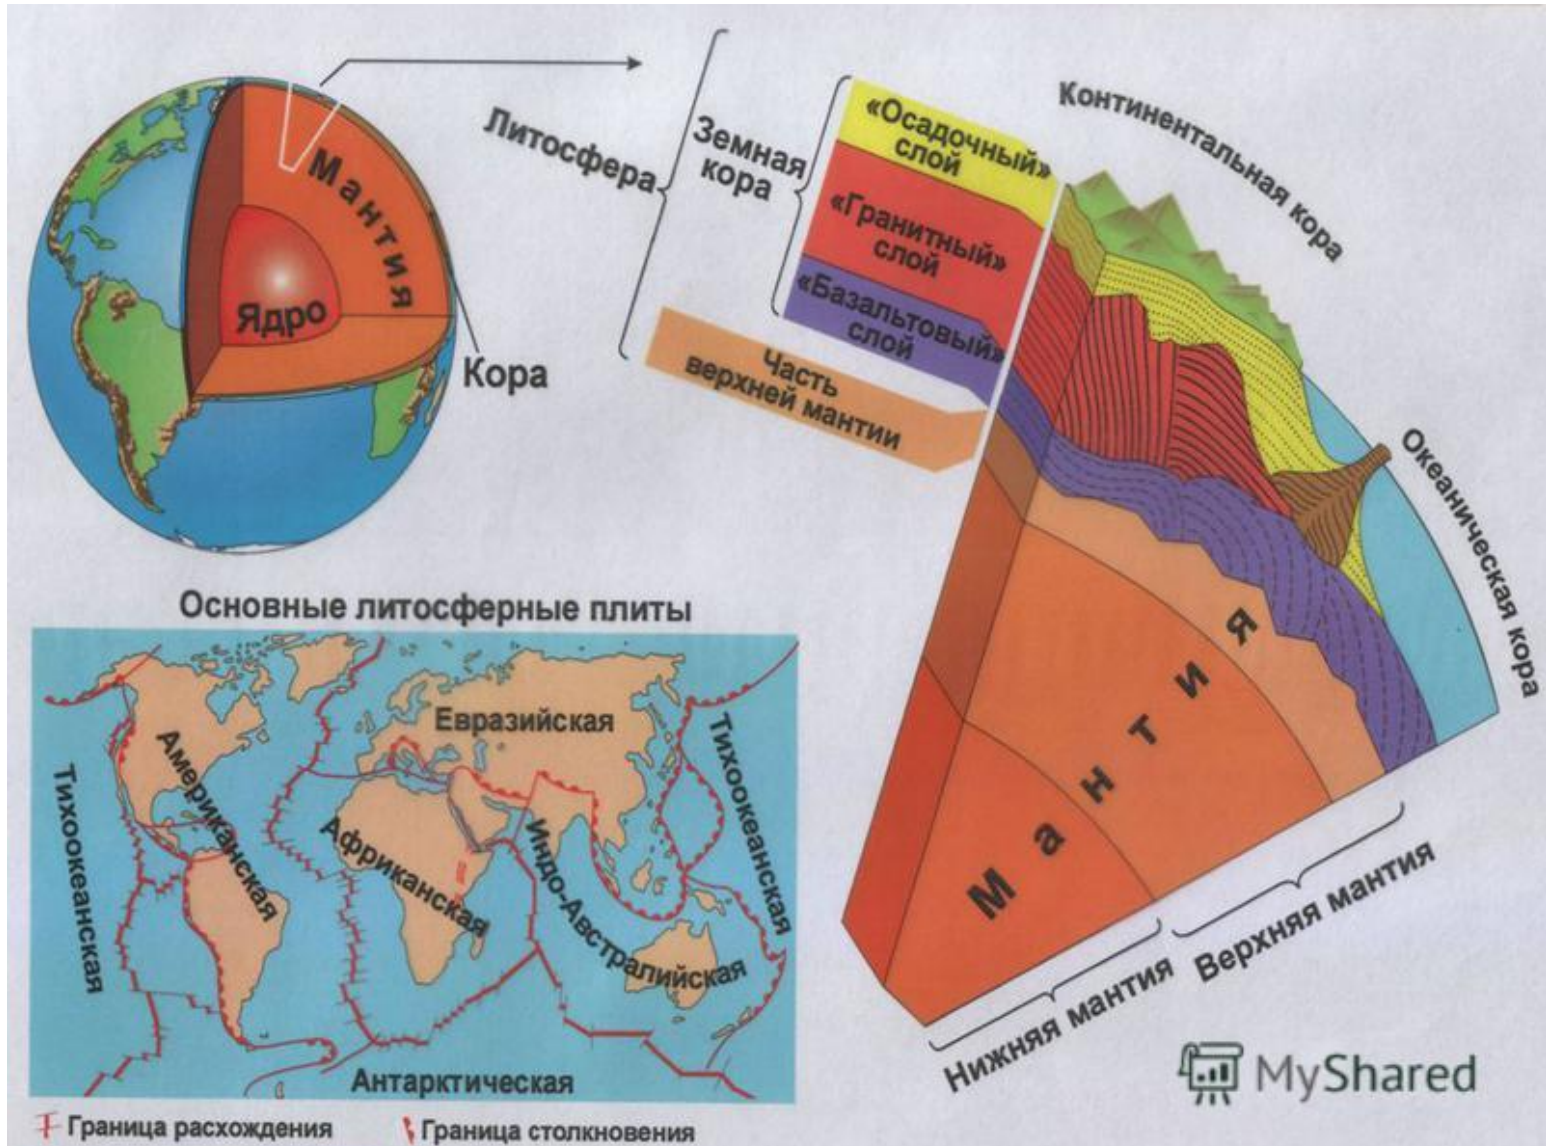 Мантия
Ядро
Кора
Литосфера
Земная
кора
«Осадочный»
слой
«Гранитный»
слой
«Базальтовый»
слой
Часть
верхней мантии
Континентальная кора
Океаническая кора
Мантия
Нижняя мантия
Верхняя мантия
Основные литосферные плиты
Тихоокеанская
Американская
Евразийская
Африканская
Индо-Австралийская
Тихоокеанская
Антарктическая
Граница расхождения
Граница столкновения
MyShared